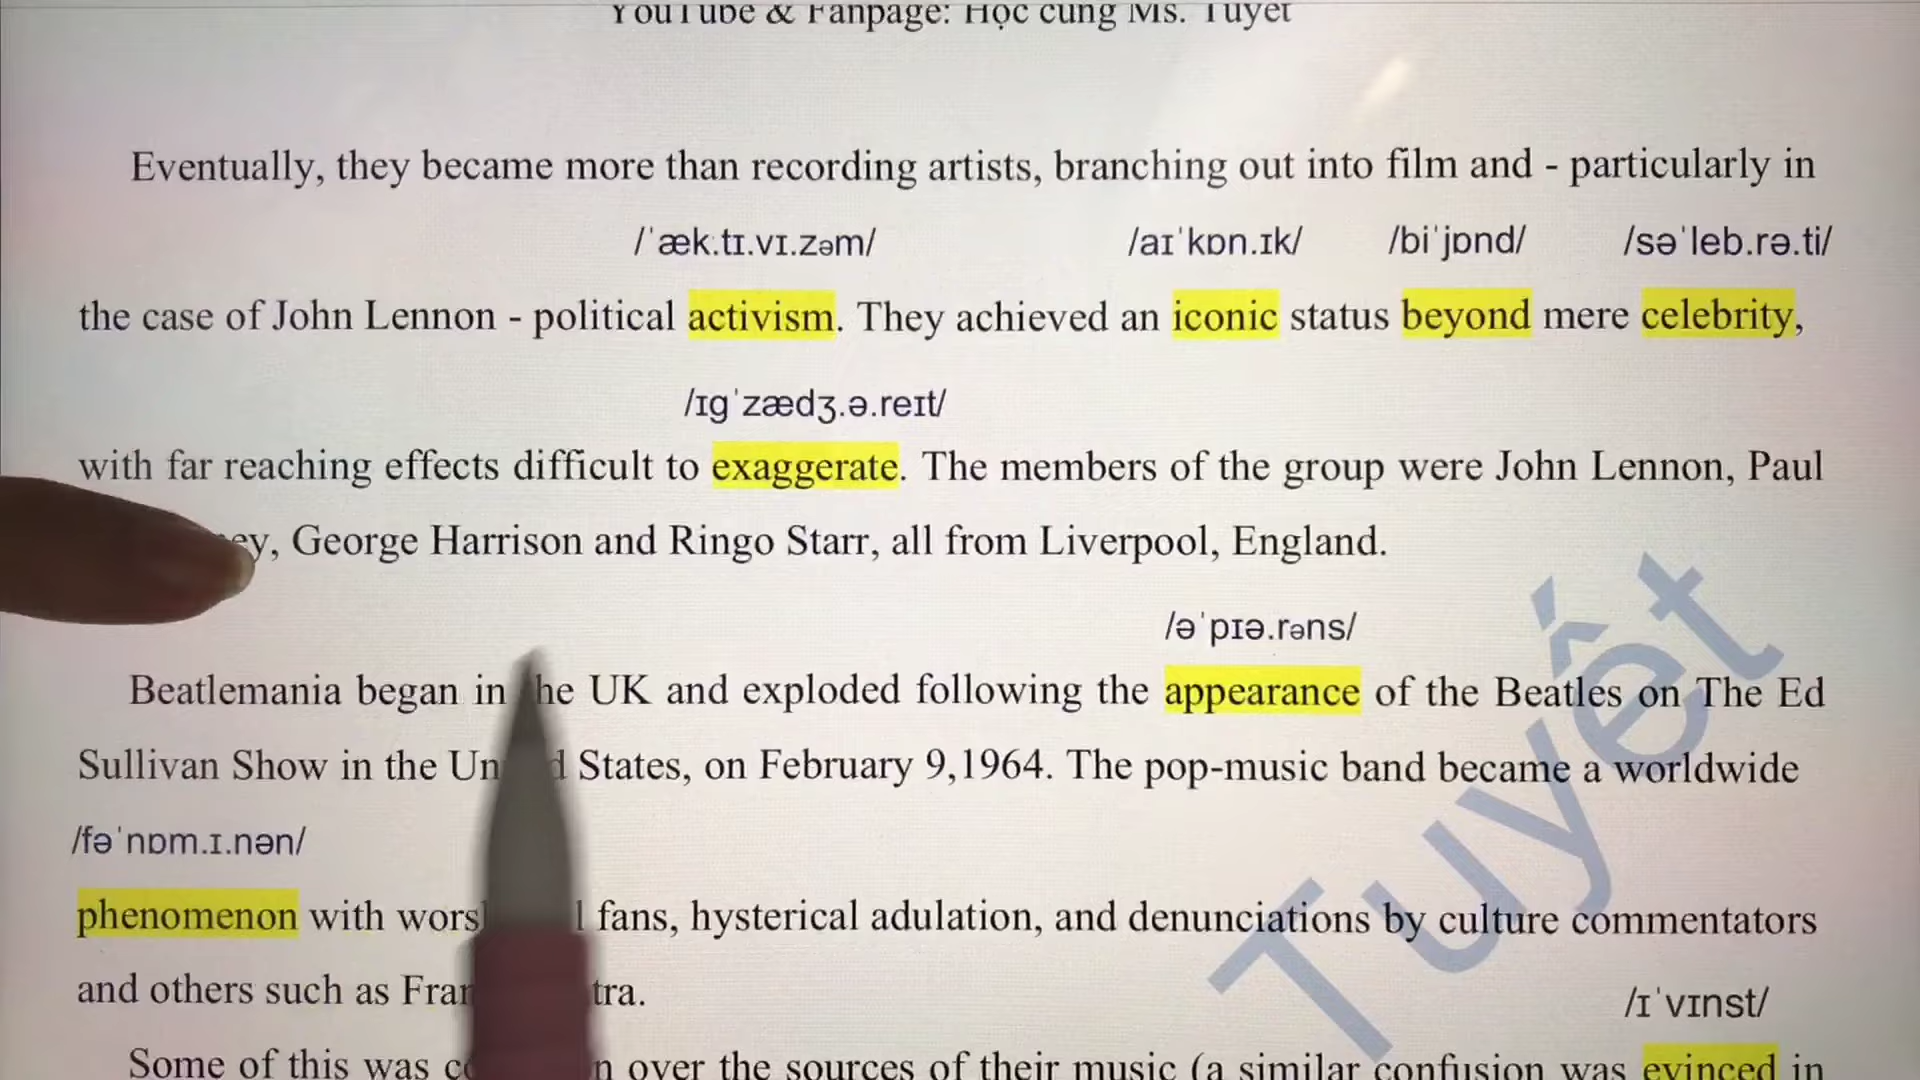 YouTube & Fanpage: Học cùng Ms. Tuyết
Eventually, they became more than recording artists, branching out into film and - particularly in
/ˈæk.tɪ.vɪ.zəm/ /aɪˈkɒn.ɪk/ /biˈjɒnd/ /səˈleb.rə.ti/
the case of John Lennon - political activism. They achieved an iconic status beyond mere celebrity,
/ɪɡˈzædʒ.ə.reɪt/
with far reaching effects difficult to exaggerate. The members of the group were John Lennon, Paul
George Harrison and Ringo Starr, all from Liverpool, England.
/əˈpɪə.rəns/
Beatlemania began in the UK and exploded following the appearance of the Beatles on The Ed
Sullivan Show in the United States, on February 9,1964. The pop-music band became a worldwide
/fəˈnɒm.ɪ.nən/
phenomenon with fans, hysterical adulation, and denunciations by culture commentators
and others such as
/ɪˈvɪnst/
Some of this was over the sources of their music (a similar confusion was evinced in
Tuyết